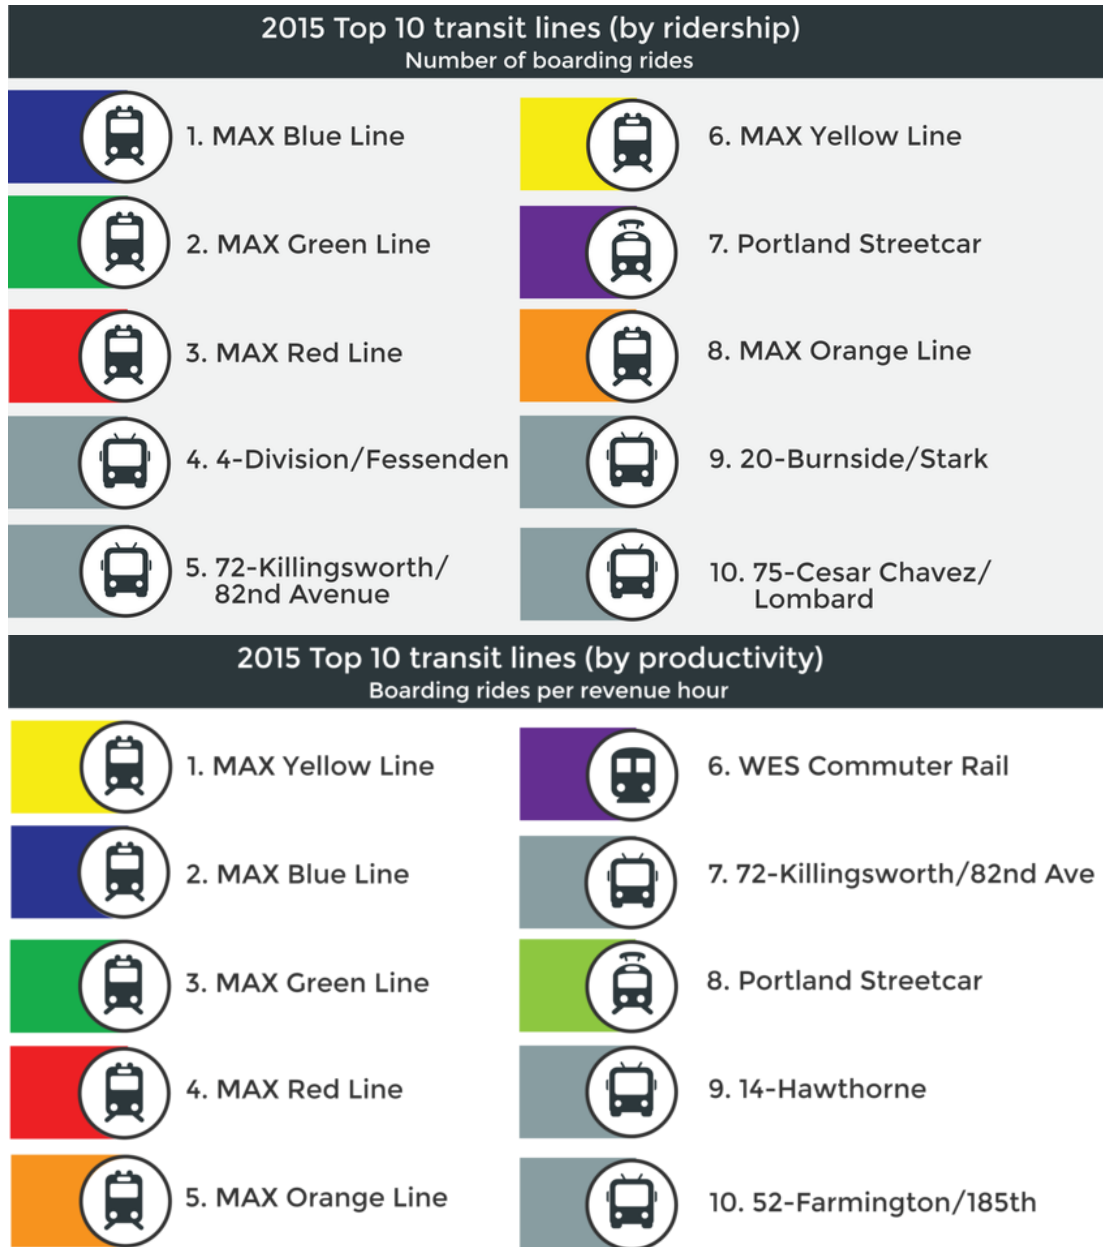 2015 Top 10 transit lines (by ridership)
Number of boarding rides
1. MAX Blue Line
2. MAX Green Line
3. MAX Red Line
4. 4-Division/Fessenden
5. 72-Killingsworth/
82nd Avenue
6. MAX Yellow Line
7. Portland Streetcar
8. MAX Orange Line
9. 20-Burnside/Stark
10. 75-Cesar Chavez/
Lombard
2015 Top 10 transit lines (by productivity)
Boarding rides per revenue hour
1. MAX Yellow Line
2. MAX Blue Line
3. MAX Green Line
4. MAX Red Line
5. MAX Orange Line
6. WES Commuter Rail
7. 72-Killingsworth/82nd Ave
8. Portland Streetcar
9. 14-Hawthorne
10. 52-Farmington/185th